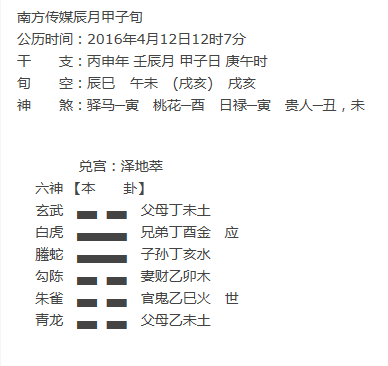 南方传媒辰月甲子旬
公历时间：2016年4月12日12时7分
干　　支：丙申年 壬辰月 甲子日 庚午时
旬　　空：辰巳　午未　(戌亥)　戌亥
神　　煞：驿马─寅　桃花─酉　日禄─寅　贵人─丑，未
兑宫：泽地萃
六神 【本　　卦】
玄武　父母丁未土
白虎　兄弟丁酉金　应
螣蛇　子孙丁亥水
勾陈　妻财乙卯木
朱雀　官鬼乙巳火　世
青龙　父母乙未土